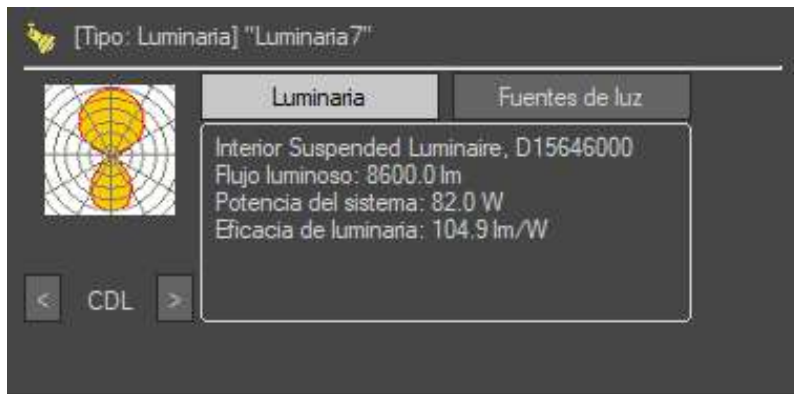 [Tipo: Luminaria] "Luminaria7"
Luminaria
Fuentes de luz
Interior Suspended Luminaire, D15646000
Flujo luminoso: 8600.0 lm
Potencia del sistema: 82.0 W
Eficacia de luminaria: 104.9 lm/W
< CDL >